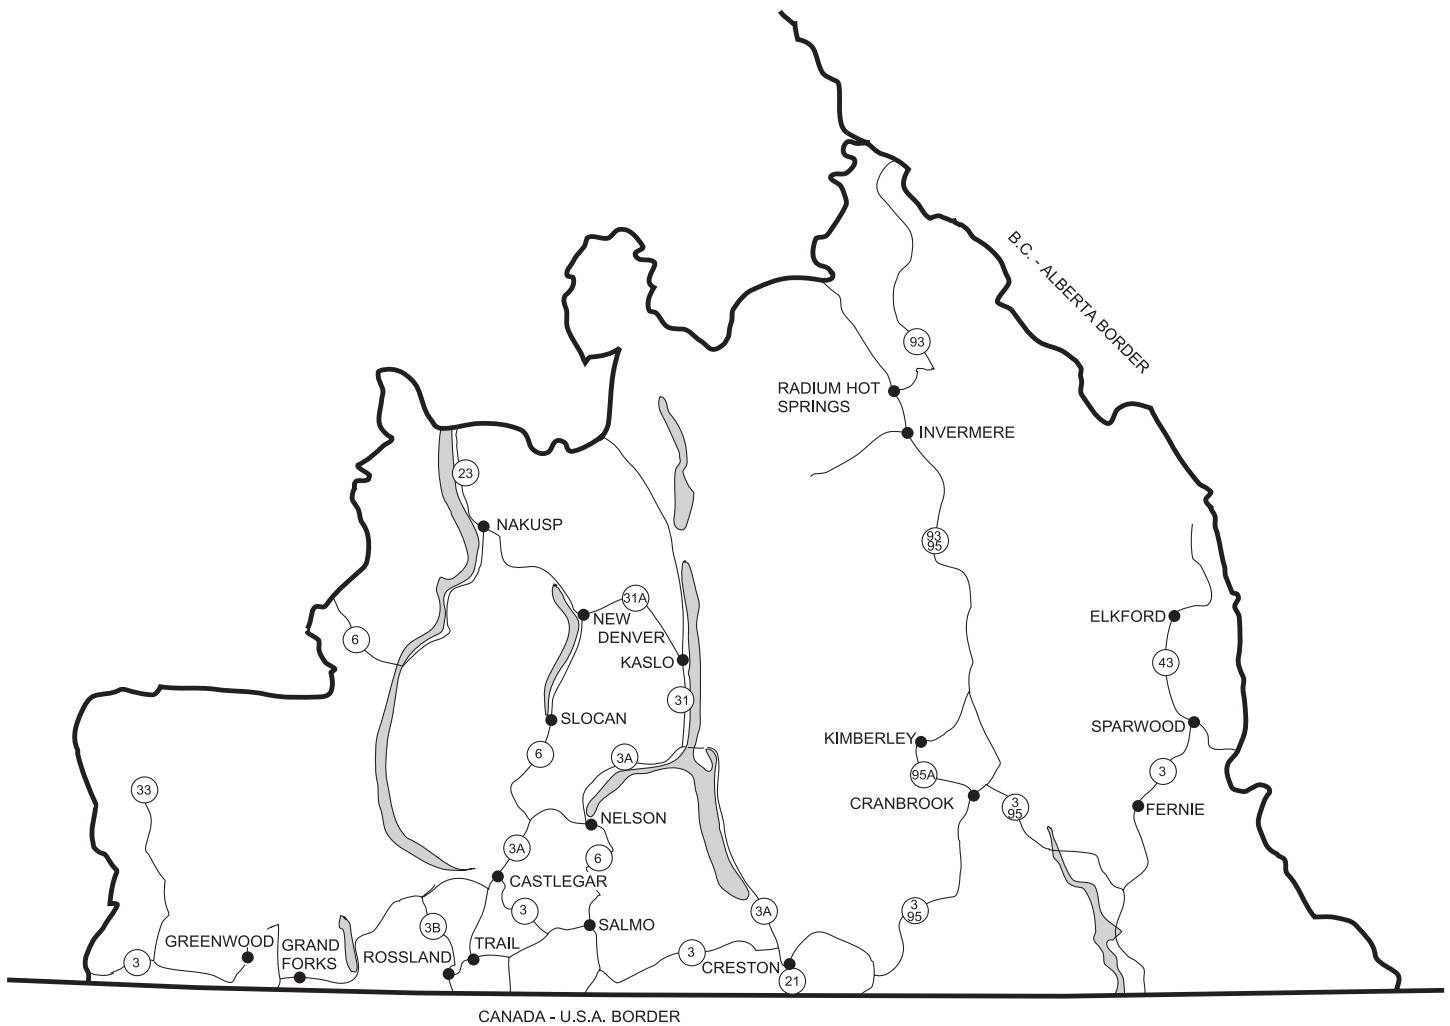 B.C. - ALBERTA BORDER
93
RADIUM HOT
SPRINGS
INVERMERE
23
NAKUSP
93
95
31A
NEW
DENVER
ELKFORD
6
KASLO
43
31
SLOCAN
SPARWOOD
KIMBERLEY
6
3A
3
95A
33
CRANBROOK
3
95
FERNIE
NELSON
3A
6
CASTLEGAR
3
3A
3
95
3B
SALMO
GREENWOOD
GRAND
FORKS
ROSSLAND
TRAIL
3
3
CRESTON
21
CANADA - U.S.A. BORDER